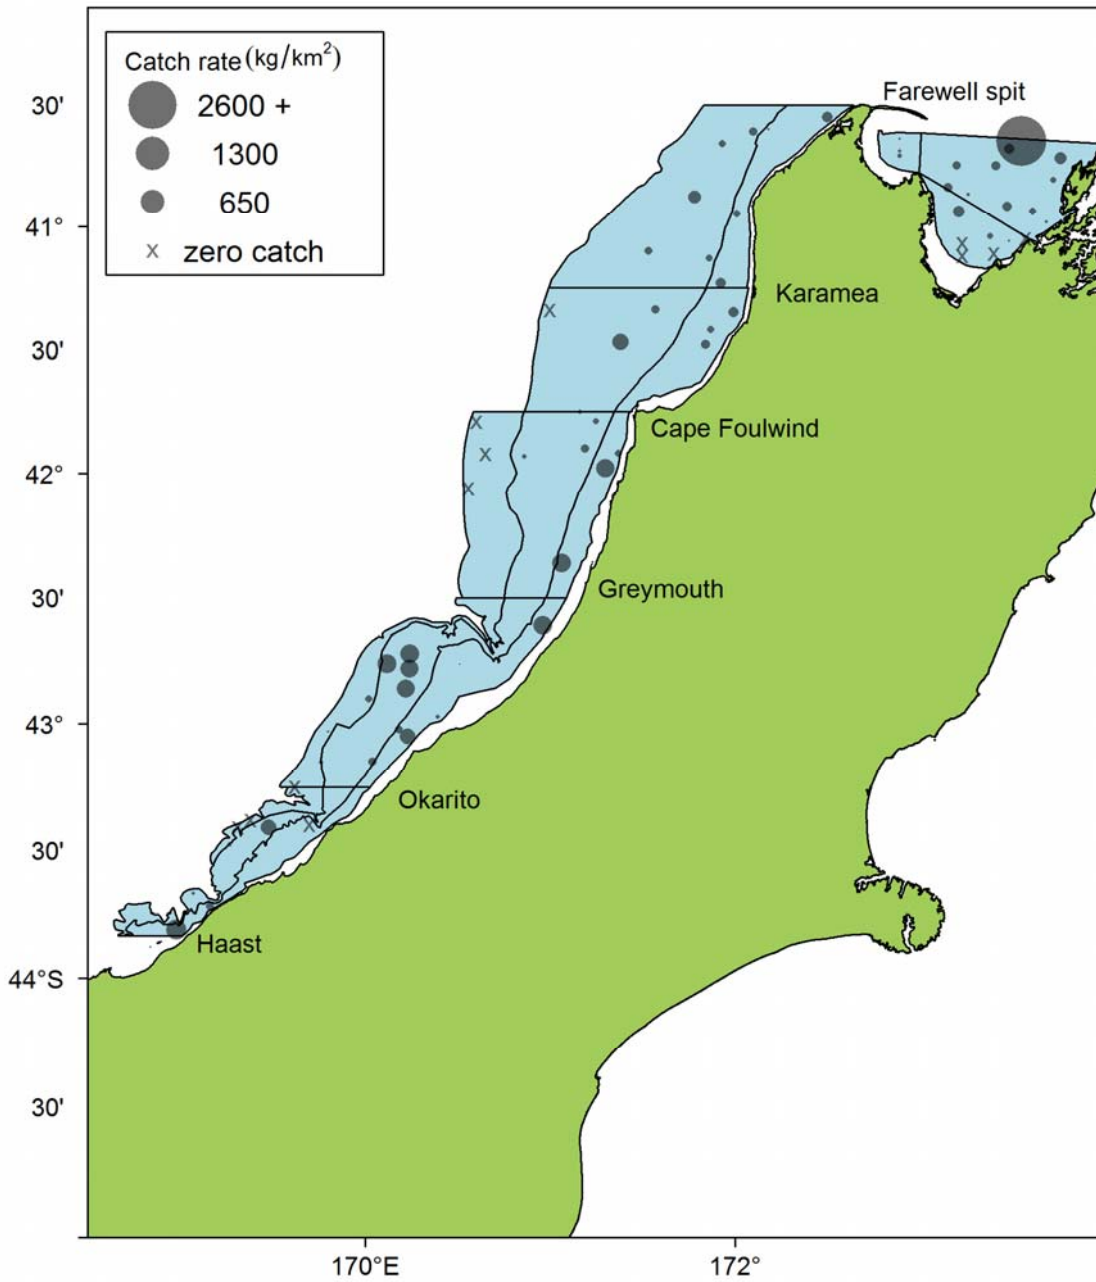 Catch rate (kg/km²)
2600 +
1300
650
x zero catch
Farewell spit
Karamea
Cape Foulwind
Greymouth
Okarito
Haast
30'
41°
30'
42°
30'
43°
30'
44°S
30'
170°E
172°